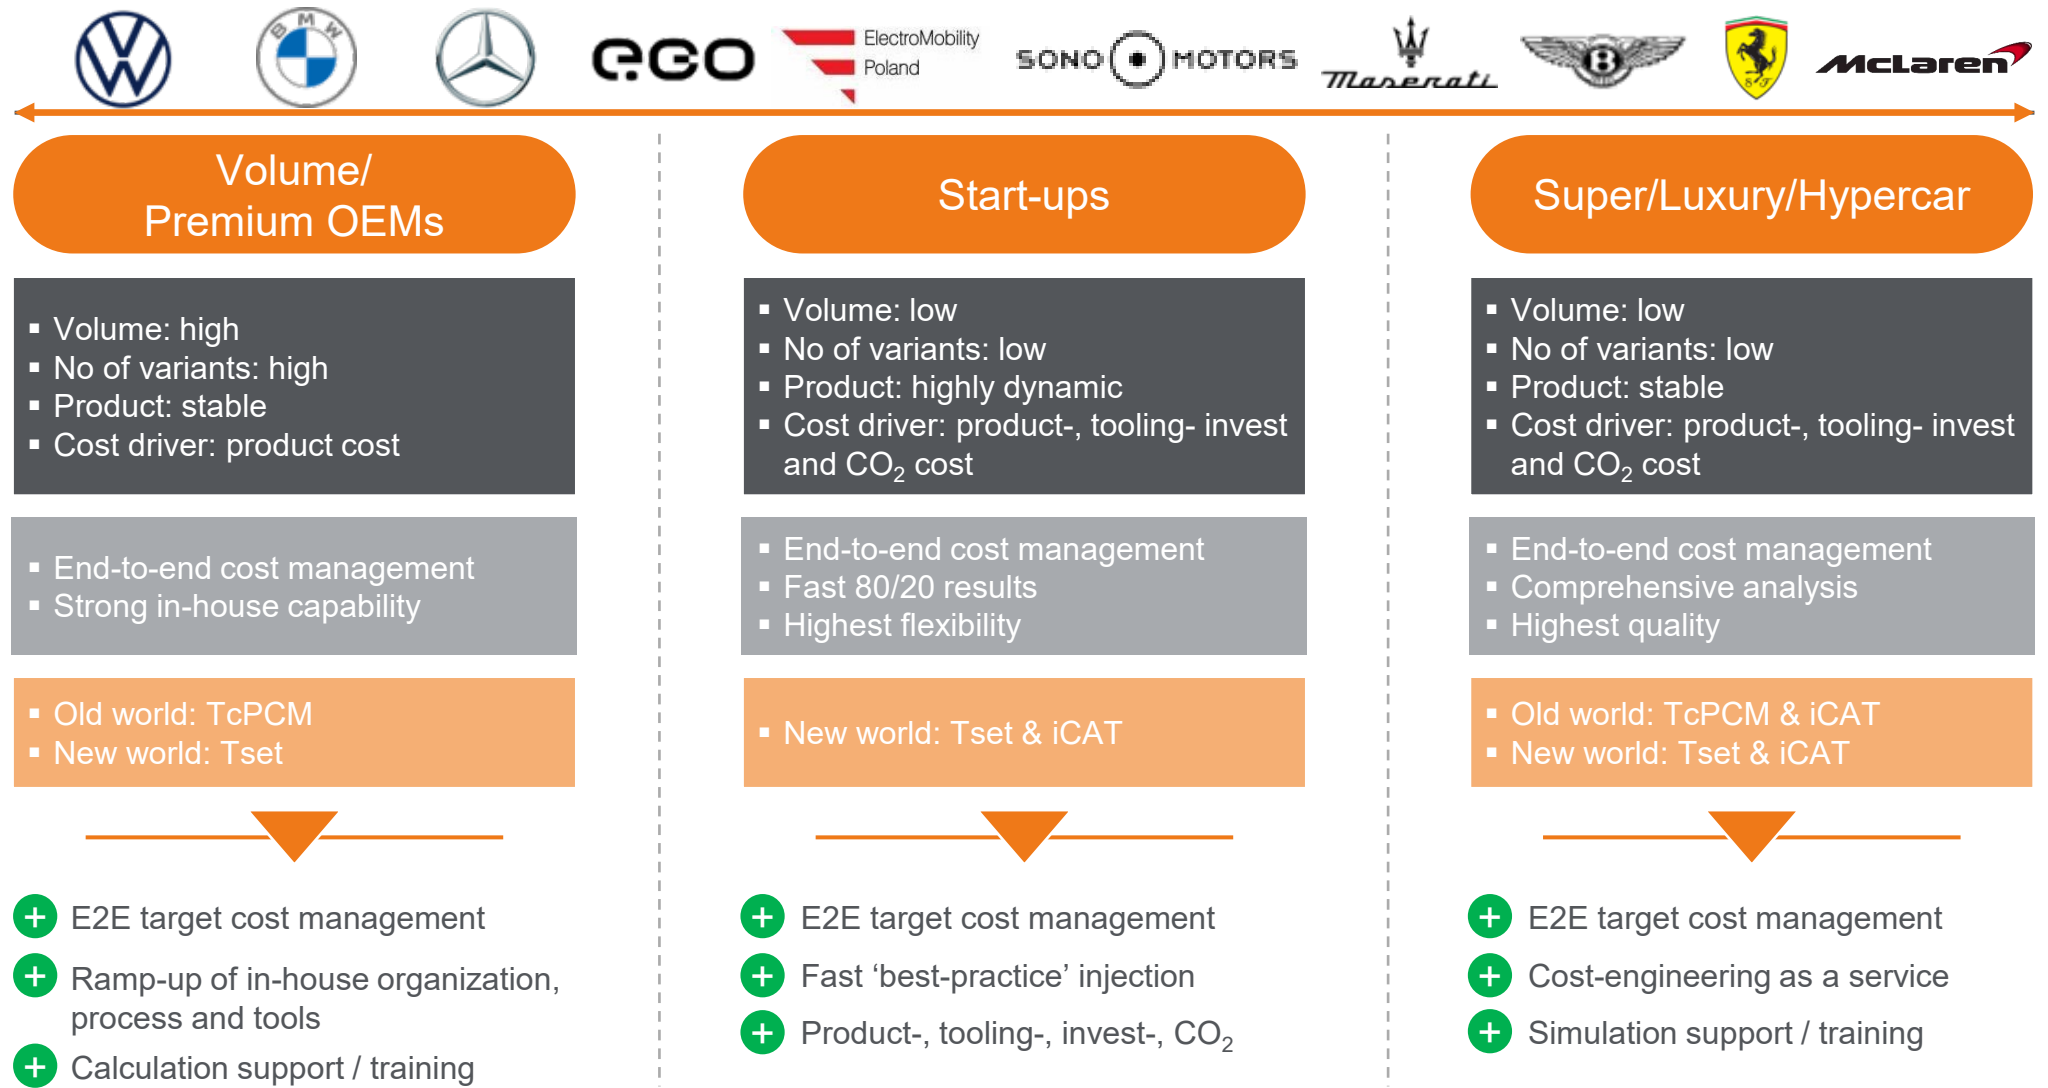 BMW
e.GO
ElectroMobility
Poland
SONO MOTORS
Maserati
B
S F
McLaren
Volume/
Premium OEMs
▪ Volume: high
▪ No of variants: high
▪ Product: stable
▪ Cost driver: product cost
▪ End-to-end cost management
▪ Strong in-house capability
▪ Old world: TcPCM
▪ New world: Tset
E2E target cost management
Ramp-up of in-house organization,
process and tools
Calculation support / training
Start-ups
▪ Volume: low
▪ No of variants: low
▪ Product: highly dynamic
▪ Cost driver: product-, tooling- invest
and CO₂ cost
▪ End-to-end cost management
▪ Fast 80/20 results
▪ Highest flexibility
▪ New world: Tset & iCAT
E2E target cost management
Fast ‘best-practice’ injection
Product-, tooling-, invest-, CO₂
Super/Luxury/Hypercar
▪ Volume: low
▪ No of variants: low
▪ Product: stable
▪ Cost driver: product-, tooling- invest
and CO₂ cost
▪ End-to-end cost management
▪ Comprehensive analysis
▪ Highest quality
▪ Old world: TcPCM & iCAT
▪ New world: Tset & iCAT
E2E target cost management
Cost-engineering as a service
Simulation support / training